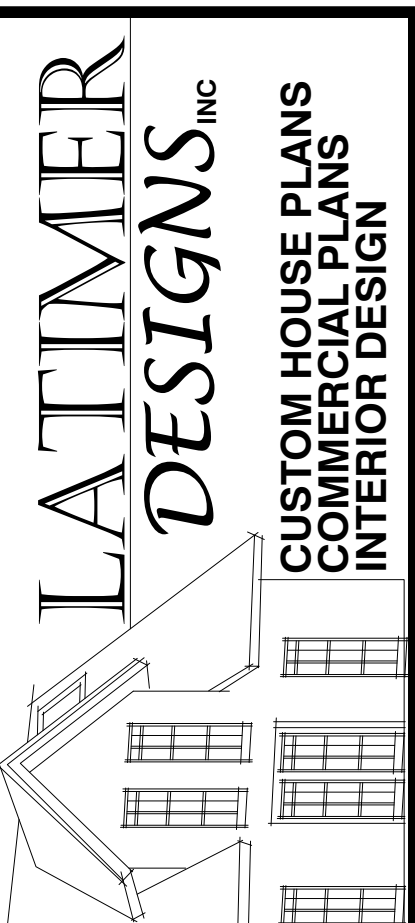 LATIMER
DESIGNS INC
CUSTOM HOUSE PLANS
COMMERCIAL PLANS
INTERIOR DESIGN